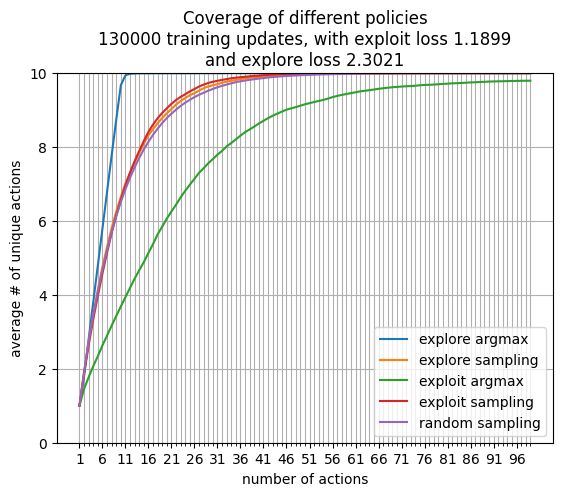 Coverage of different policies
130000 training updates, with exploit loss 1.1899
and explore loss 2.3021
average # of unique actions
10
8
6
4
2
0
explore argmax
explore sampling
exploit argmax
exploit sampling
random sampling
1 6 11 16 21 26 31 36 41 46 51 56 61 66 71 76 81 86 91 96
number of actions